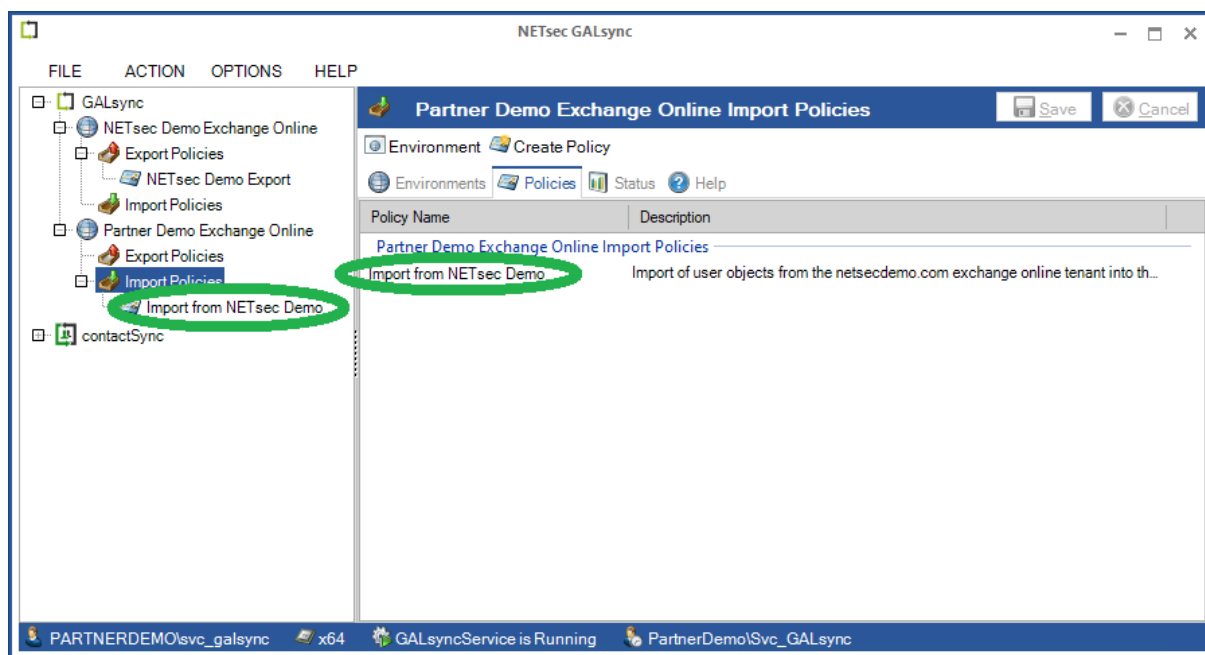 NETsec GALsync
FILE ACTION OPTIONS HELP
GALsync
NETsec Demo Exchange Online
Export Policies
NETsec Demo Export
Import Policies
Partner Demo Exchange Online
Export Policies
Import Policies
Import from NETsec Demo
contactSync
Partner Demo Exchange Online Import Policies
Save Cancel
Environment Create Policy
Environments Policies Status Help
Policy Name Description
Partner Demo Exchange Online Import Policies
Import from NETsec Demo Import of user objects from the netsecdemo.com exchange online tenant into th...
PARTNERDEMO\svc_galsync x64 GALsyncService is Running PartnerDemo\Svc_GALsync